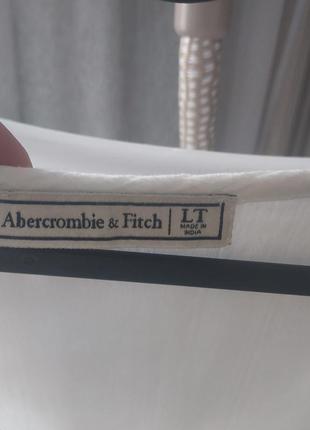 Abercrombie & Fitch LT
MADE IN
INDIA